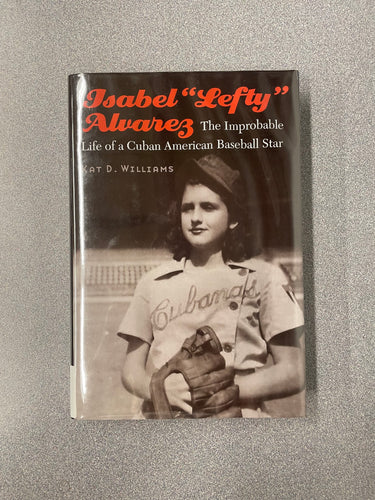 Isabel "Lefty"
Alvarez The Improbable
Life of a Cuban American Baseball Star
Kat D. Williams
Cubanas